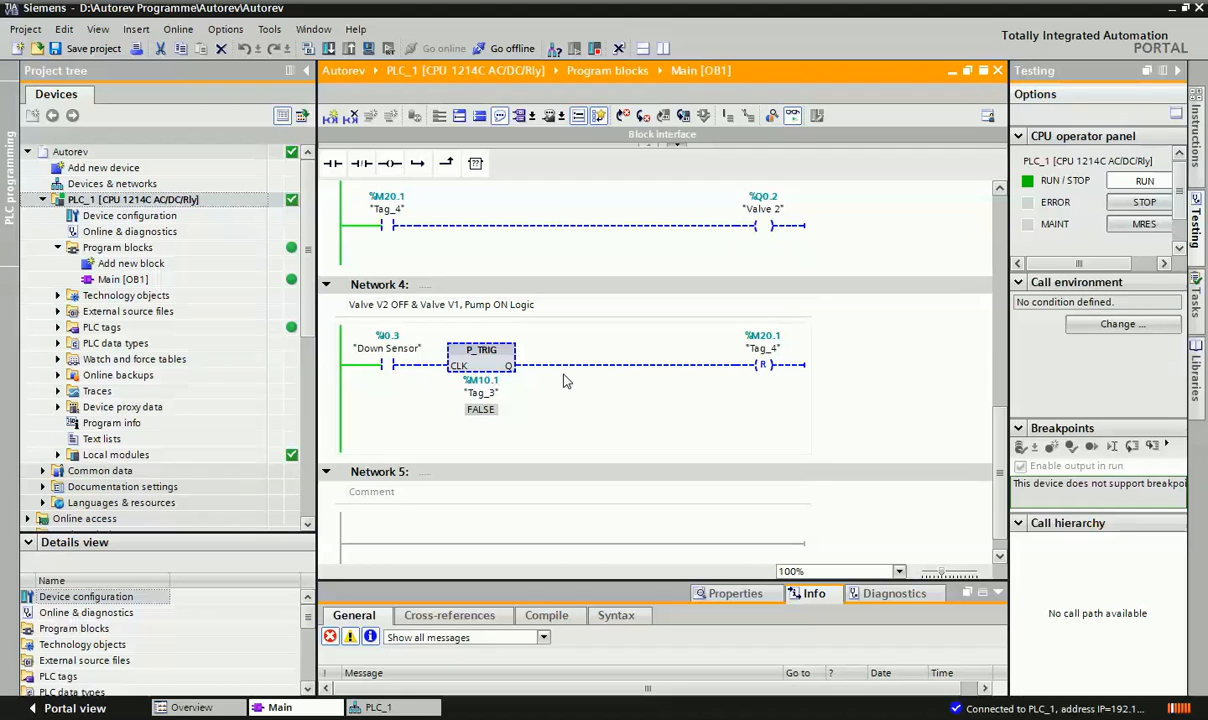 Siemens - D:\Autorev Programme\Autorev\Autorev
Project Edit View Insert Online Options Tools Window Help
Totally Integrated Automation
PORTAL
Save project Go online Go offline
Project tree
Devices
PLC programming
Autorev
Add new device
Devices & networks
PLC_1 [CPU 1214C AC/DC/Rly]
Device configuration
Online & diagnostics
Program blocks
Add new block
Main [OB1]
Technology objects
External source files
PLC tags
PLC data types
Watch and force tables
Online backups
Traces
Device proxy data
Program info
Text lists
Local modules
Common data
Documentation settings
Languages & resources
Online access
Details view
Name
Device configuration
Online & diagnostics
Program blocks
Technology objects
External source files
PLC tags
PLC data types
Autorev PLC_1 [CPU 1214C AC/DC/Rly] Program blocks Main [OB1]
Block interface
%M20.1 %Q0.2
"Tag_4" "Valve 2"
Network 4:
Valve V2 OFF & Valve V1, Pump ON Logic
%I0.3 %M20.1
"Down Sensor" P_TRIG "Tag_4"
CLK Q R
%M10.1
"Tag_3"
FALSE
Network 5:
Comment
100%
Properties Info Diagnostics
General Cross-references Compile Syntax
Show all messages
! Message Go to ? Date Time
Testing
Options
CPU operator panel
PLC_1 [CPU 1214C AC/DC/Rly]
RUN / STOP RUN
ERROR STOP
MAINT MRES
Call environment
No condition defined.
Change ...
Breakpoints
Enable output in run
This device does not support breakpoi
Call hierarchy
No call path available
Instructions
Testing
Tasks
Libraries
Portal view Overview Main PLC_1 Connected to PLC_1, address IP=192.1...